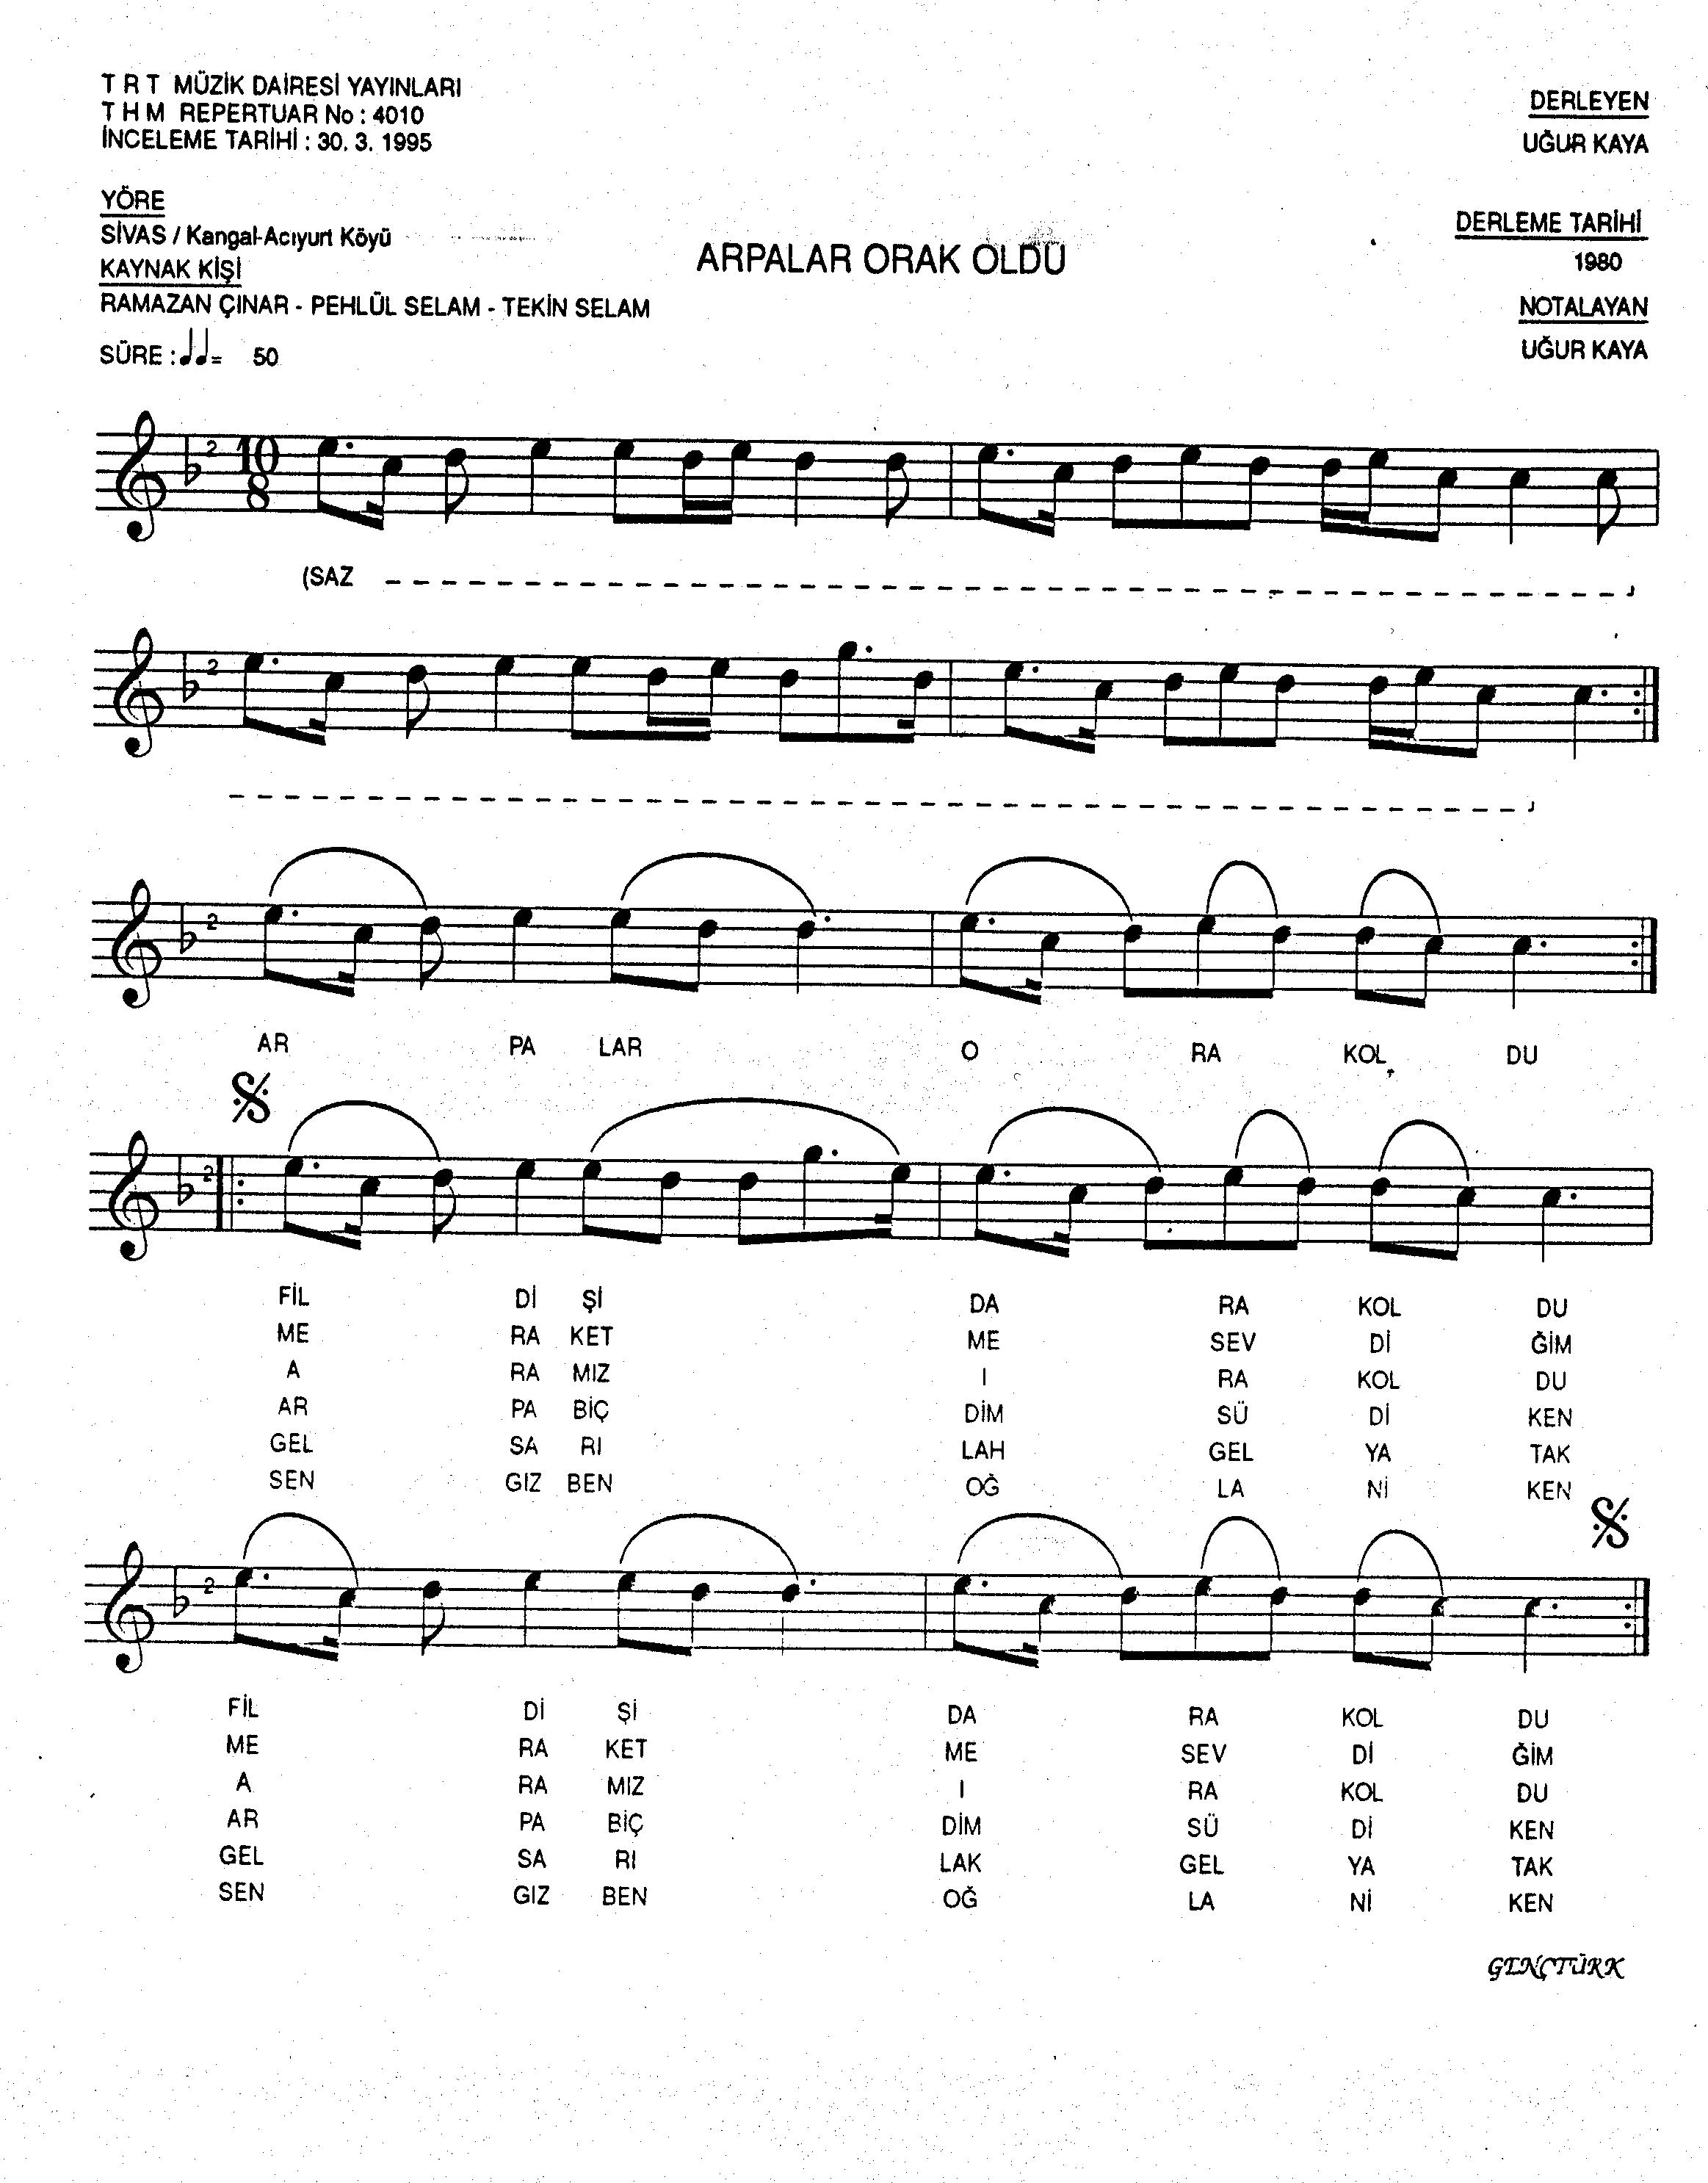 T R T MÜZİK DAİRESİ YAYINLARI
T H M REPERTUAR No : 4010
İNCELEME TARİHİ : 30. 3. 1995
DERLEYEN
UĞUR KAYA
YÖRE
SİVAS / Kangal-Acıyurt Köyü
KAYNAK KİŞİ
RAMAZAN ÇINAR - PEHLÜL SELAM - TEKİN SELAM
SÜRE : = 50
ARPALAR ORAK OLDU
DERLEME TARİHİ
1980
NOTALAYAN
UĞUR KAYA
2 10 8
(SAZ
2
2
AR PA LAR O RA KOL DU
2
FİL Dİ Şİ DA RA KOL DU
ME RA KET ME SEV Dİ ĞİM
A RA MIZ I RA KOL DU
AR PA BİÇ DİM SÜ Dİ KEN
GEL SA RI LAH GEL YA TAK
SEN GIZ BEN OĞ LA Nİ KEN
2
FİL Dİ Şİ DA RA KOL DU
ME RA KET ME SEV Dİ ĞİM
A RA MIZ I RA KOL DU
AR PA BİÇ DİM SÜ Dİ KEN
GEL SA RI LAK GEL YA TAK
SEN GIZ BEN OĞ LA Nİ KEN
GENÇTÜRK